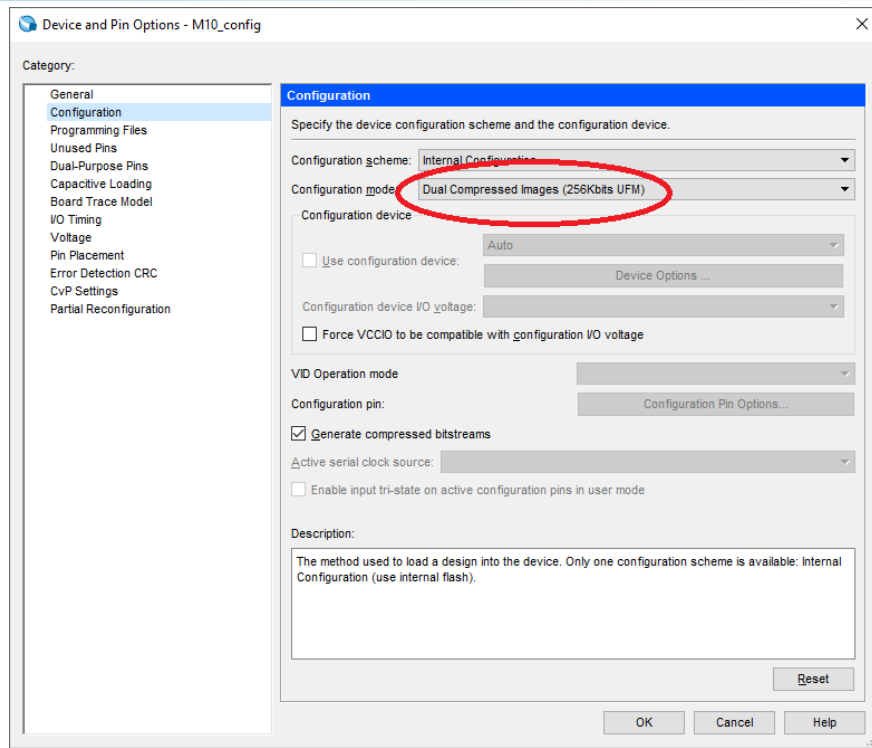 Device and Pin Options - M10_config
Category:
General
Configuration
Programming Files
Unused Pins
Dual-Purpose Pins
Capacitive Loading
Board Trace Model
I/O Timing
Voltage
Pin Placement
Error Detection CRC
CvP Settings
Partial Reconfiguration
Configuration
Specify the device configuration scheme and the configuration device.
Configuration scheme: Internal Configuration
Configuration mode: Dual Compressed Images (256Kbits UFM)
Configuration device
Auto
Use configuration device:
Device Options ...
Configuration device I/O voltage:
Force VCCIO to be compatible with configuration I/O voltage
VID Operation mode
Configuration pin: Configuration Pin Options...
Generate compressed bitstreams
Active serial clock source:
Enable input tri-state on active configuration pins in user mode
Description:
The method used to load a design into the device. Only one configuration scheme is available: Internal
Configuration (use internal flash).
Reset
OK Cancel Help